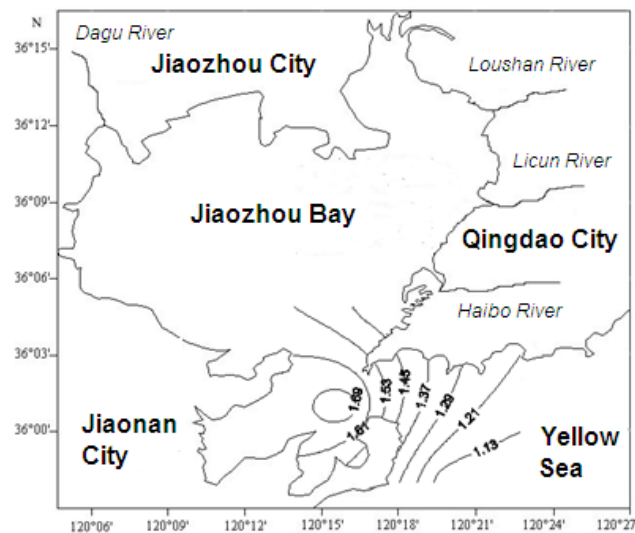 N
Dagu River
36°15'
Jiaozhou City
Loushan River
36°12'
Licun River
36°09'
Jiaozhou Bay
Qingdao City
36°06'
Haibo River
36°03'
1.69
1.53
1.45
1.37
1.29
1.21
1.61
1.13
Jiaonan
City
36°00'
Yellow
Sea
120°06'
120°09'
120°12'
120°15'
120°18'
120°21'
120°24'
120°27